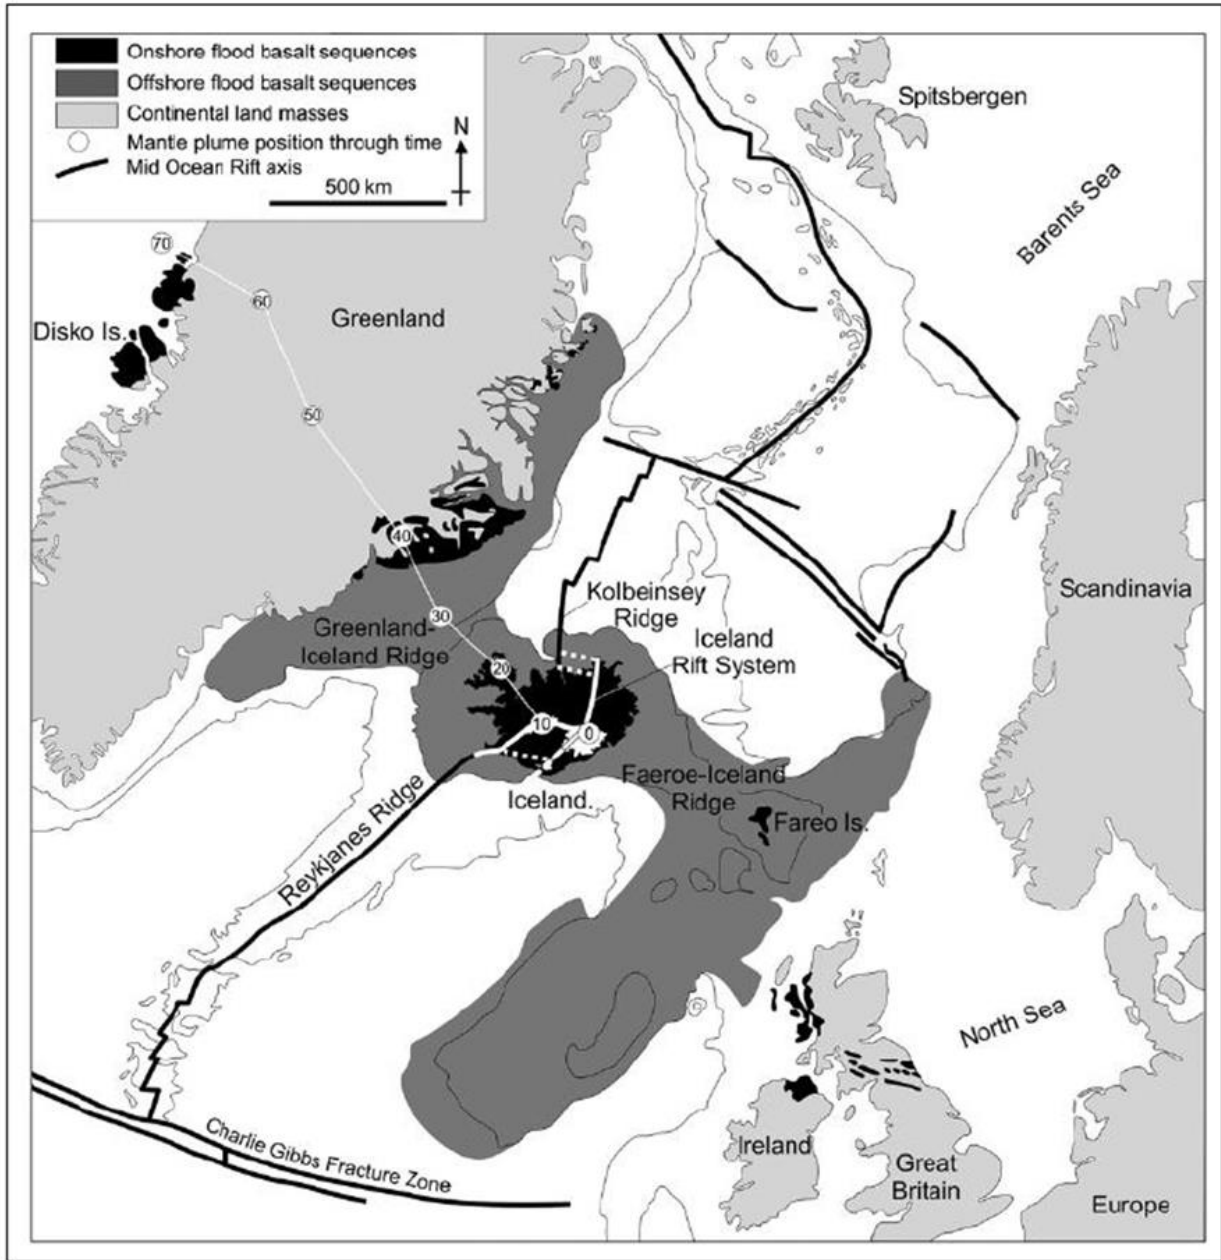 Onshore flood basalt sequences
Offshore flood basalt sequences
Continental land masses
Mantle plume position through time
Mid Ocean Rift axis
N
500 km
Spitsbergen
Barents Sea
70
60
Disko Is.
Greenland
50
40
30
Kolbeinsey
Ridge
Scandinavia
Greenland-
Iceland Ridge
Iceland
Rift System
20
10
0
Faeroe-Iceland
Ridge
Iceland.
Fareo Is.
Reykjanes Ridge
North Sea
Charlie Gibbs Fracture Zone
Ireland
Great
Britain
Europe